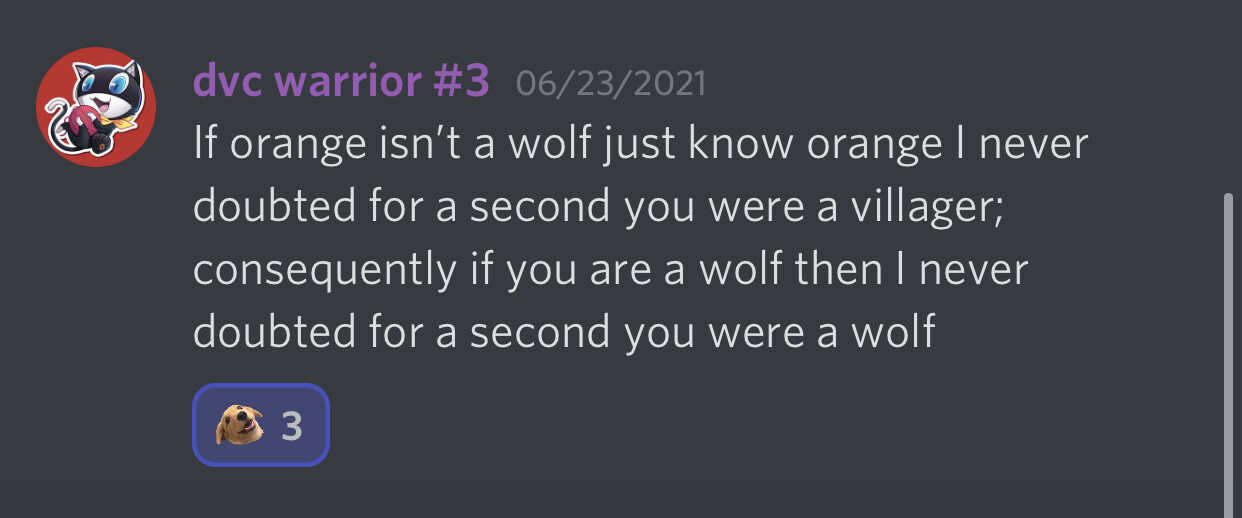 dvc warrior #3 06/23/2021
If orange isn’t a wolf just know orange I never
doubted for a second you were a villager;
consequently if you are a wolf then I never
doubted for a second you were a wolf
3